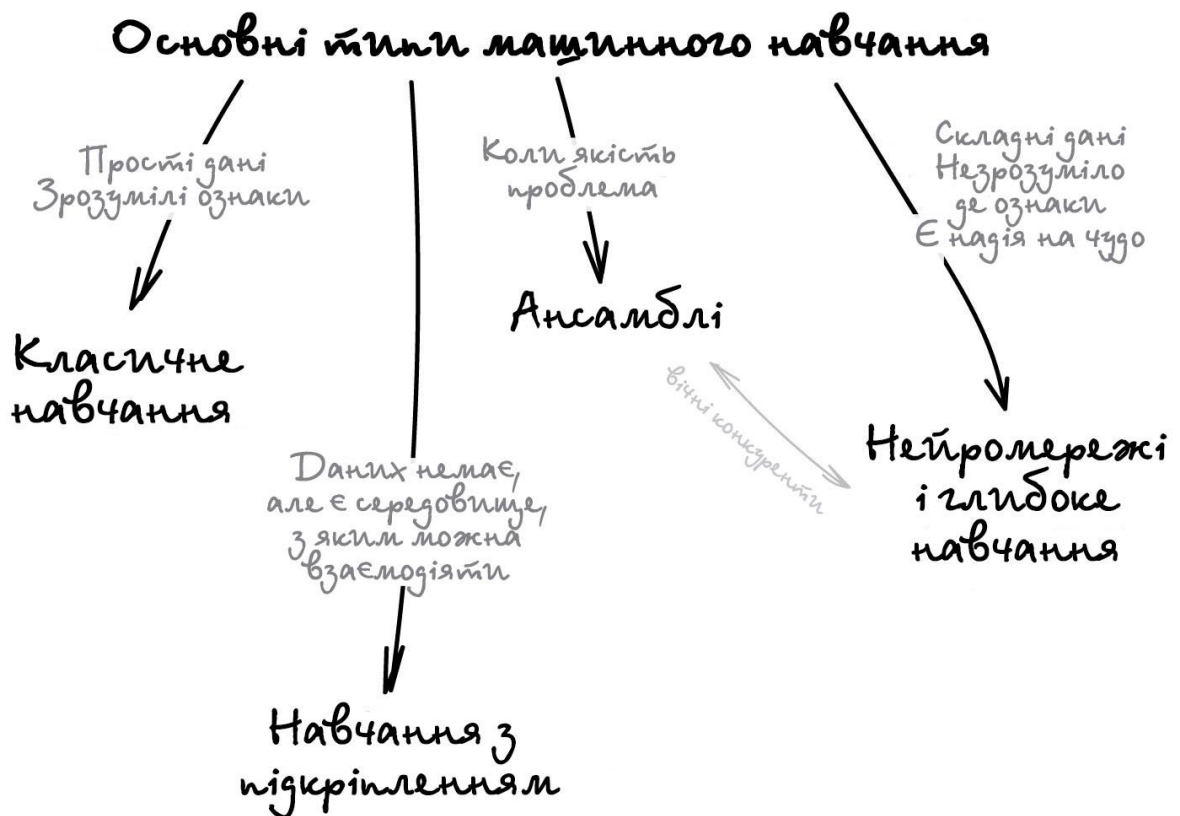 Основні типи машинного навчання
Прості дані
Зрозумілі ознаки
Класичне
навчання
Даних немає,
але є середовище,
з яким можна
взаємодіяти
Навчання з
підкріпленням
Коли якість
проблема
Ансамблі
вічні конкуренти
Складні дані
Незрозуміло
де ознаки
Є надія на чудо
Нейромережі
і глибоке
навчання